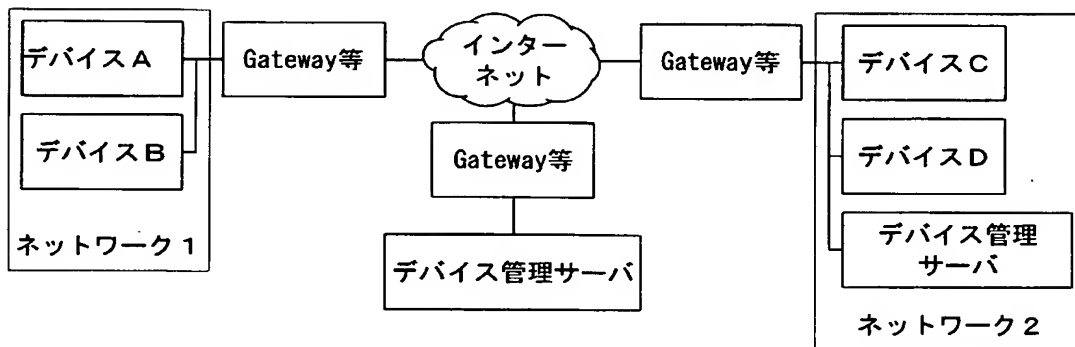 デバイスA
デバイスB
ネットワーク1
Gateway等
インター
ネット
Gateway等
デバイス管理サーバ
Gateway等
デバイスC
デバイスD
デバイス管理
サーバ
ネットワーク2